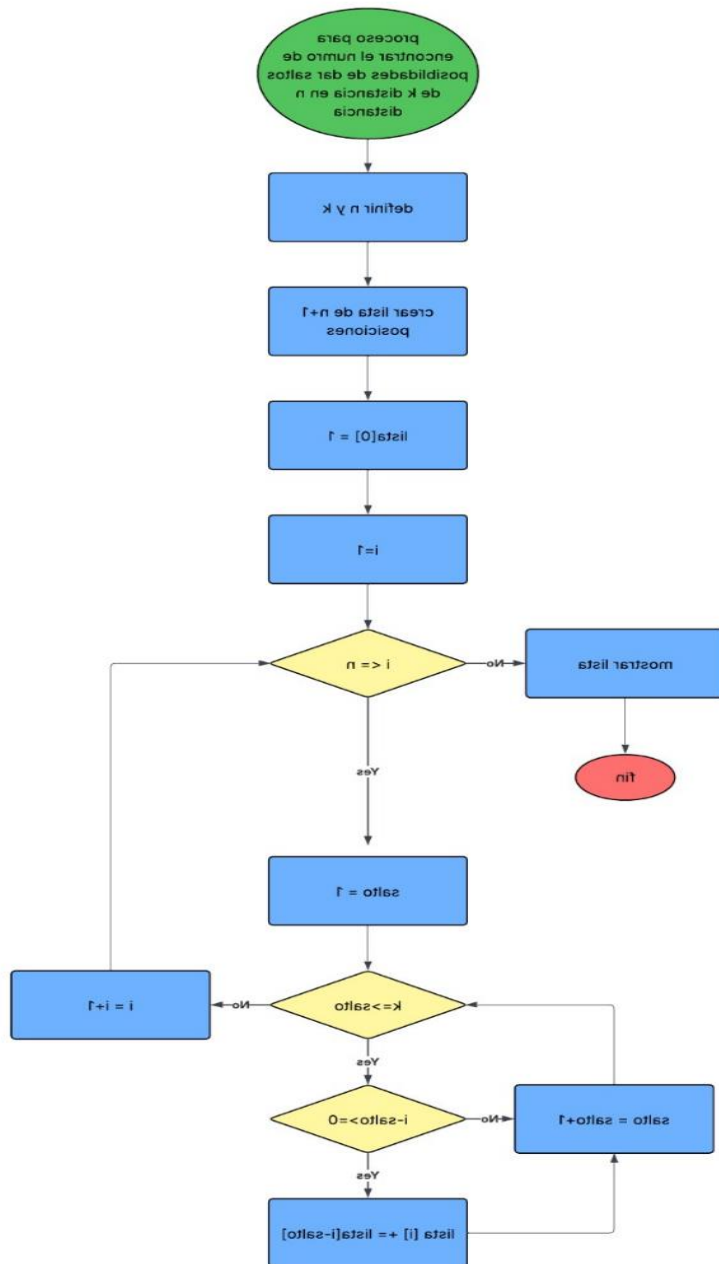 proceso para
encontrar el numro de
posiblidades de dar saltos
de k distancia en n
distancia
definir n y k
crear lista de n+1
posiciones
lista[0] = 1
i=1
i <= n
No
mostrar lista
fin
Yes
salto = 1
k=>salto
No
i = i+1
Yes
i-salto>=0
No
salto = salto+1
Yes
lista [i] += lista[i-salto]